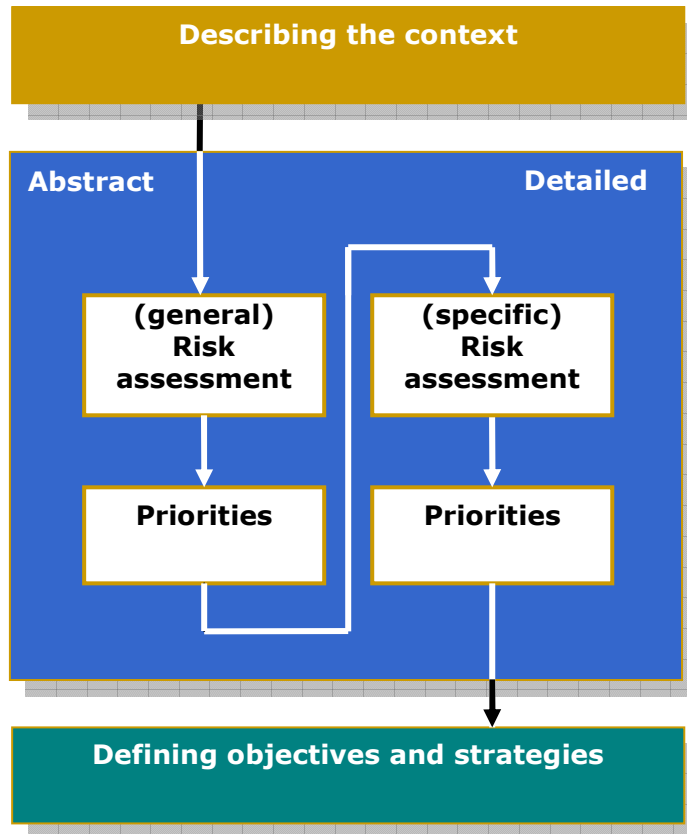 Describing the context
Abstract
Detailed
(general)
Risk
assessment
(specific)
Risk
assessment
Priorities
Priorities
Defining objectives and strategies